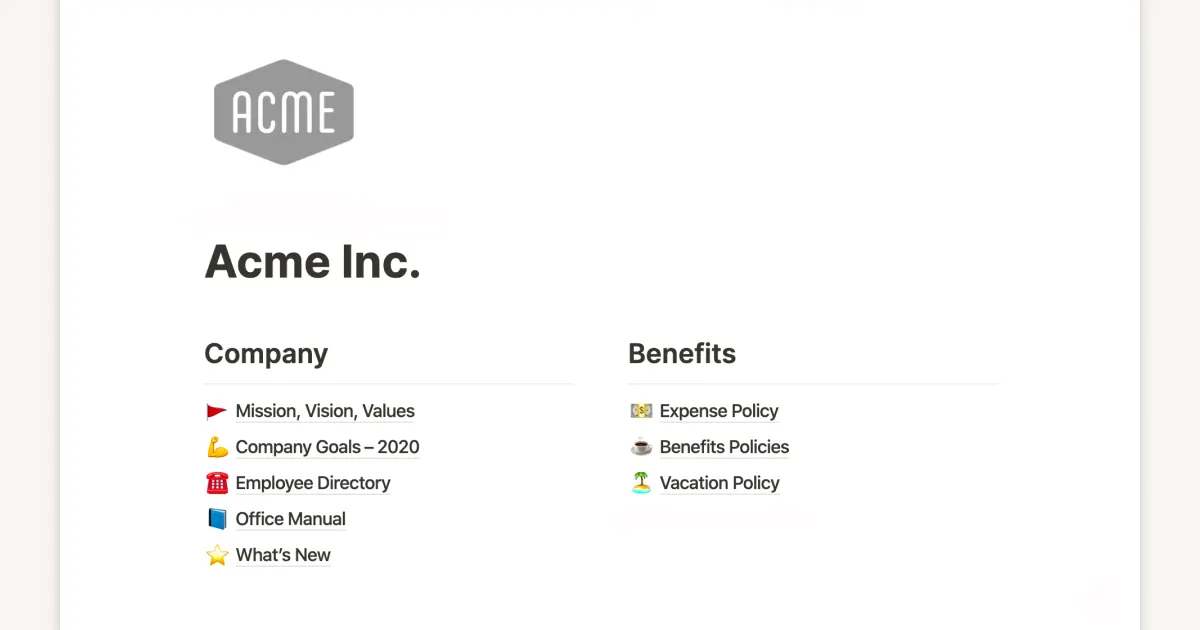 ACME
Acme Inc.
Company
Mission, Vision, Values
Company Goals – 2020
Employee Directory
Office Manual
What’s New
Benefits
Expense Policy
Benefits Policies
Vacation Policy